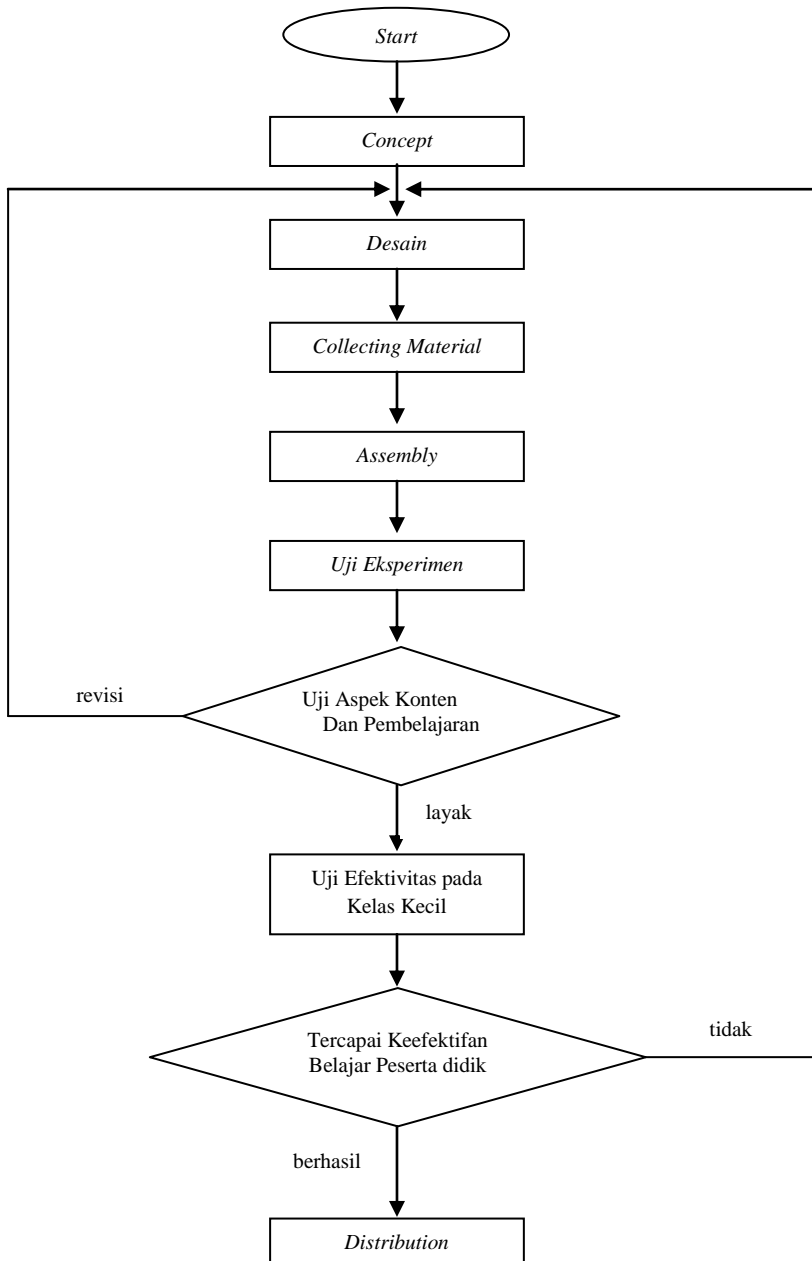 Start
Concept
Desain
Collecting Material
Assembly
Uji Eksperimen
revisi
Uji Aspek Konten
Dan Pembelajaran
layak
Uji Efektivitas pada
Kelas Kecil
Tercapai Keefektifan
Belajar Peserta didik
tidak
berhasil
Distribution